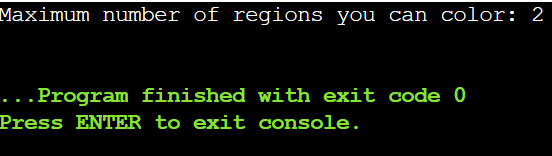 Maximum number of regions you can color: 2
...Program finished with exit code 0
Press ENTER to exit console.